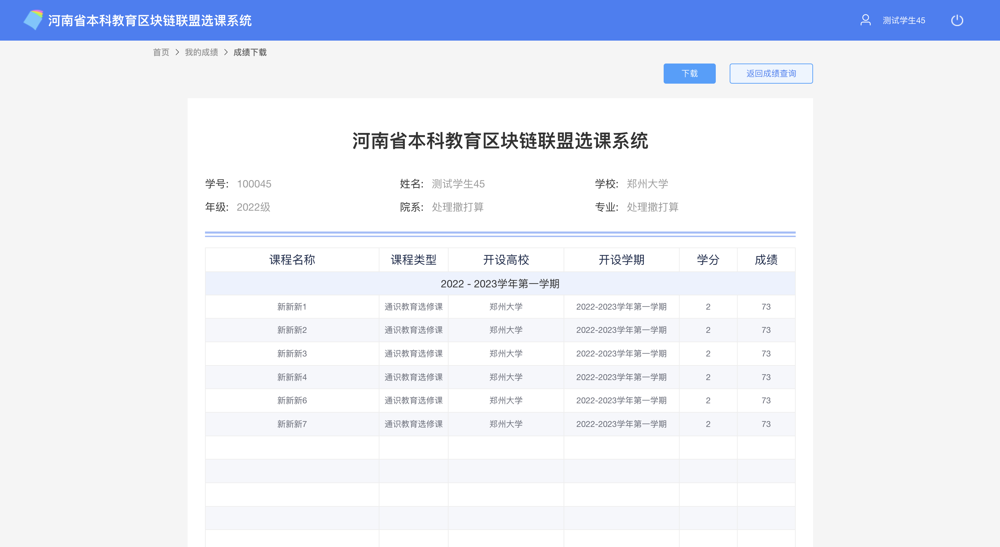 河南省本科教育区块链联盟选课系统 测试学生45
首页 > 我的成绩 > 成绩下载
下载 返回成绩查询
河南省本科教育区块链联盟选课系统
学号: 100045 姓名: 测试学生45 学校: 郑州大学
年级: 2022级 院系: 处理撒打算 专业: 处理撒打算
课程名称 课程类型 开设高校 开设学期 学分 成绩
2022 - 2023学年第一学期
新新新1 通识教育选修课 郑州大学 2022-2023学年第一学期 2 73
新新新2 通识教育选修课 郑州大学 2022-2023学年第一学期 2 73
新新新3 通识教育选修课 郑州大学 2022-2023学年第一学期 2 73
新新新4 通识教育选修课 郑州大学 2022-2023学年第一学期 2 73
新新新6 通识教育选修课 郑州大学 2022-2023学年第一学期 2 73
新新新7 通识教育选修课 郑州大学 2022-2023学年第一学期 2 73